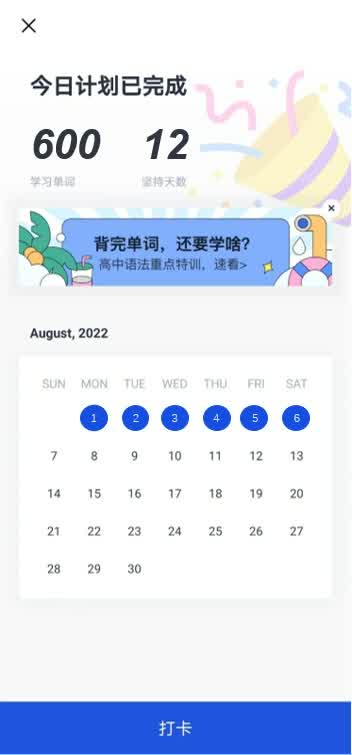 今日计划已完成
600 12
学习单词 坚持天数
背完单词，还要学啥？
高中语法重点特训，速看>
August, 2022
SUN MON TUE WED THU FRI SAT
1 2 3 4 5 6
7 8 9 10 11 12 13
14 15 16 17 18 19 20
21 22 23 24 25 26 27
28 29 30
打卡